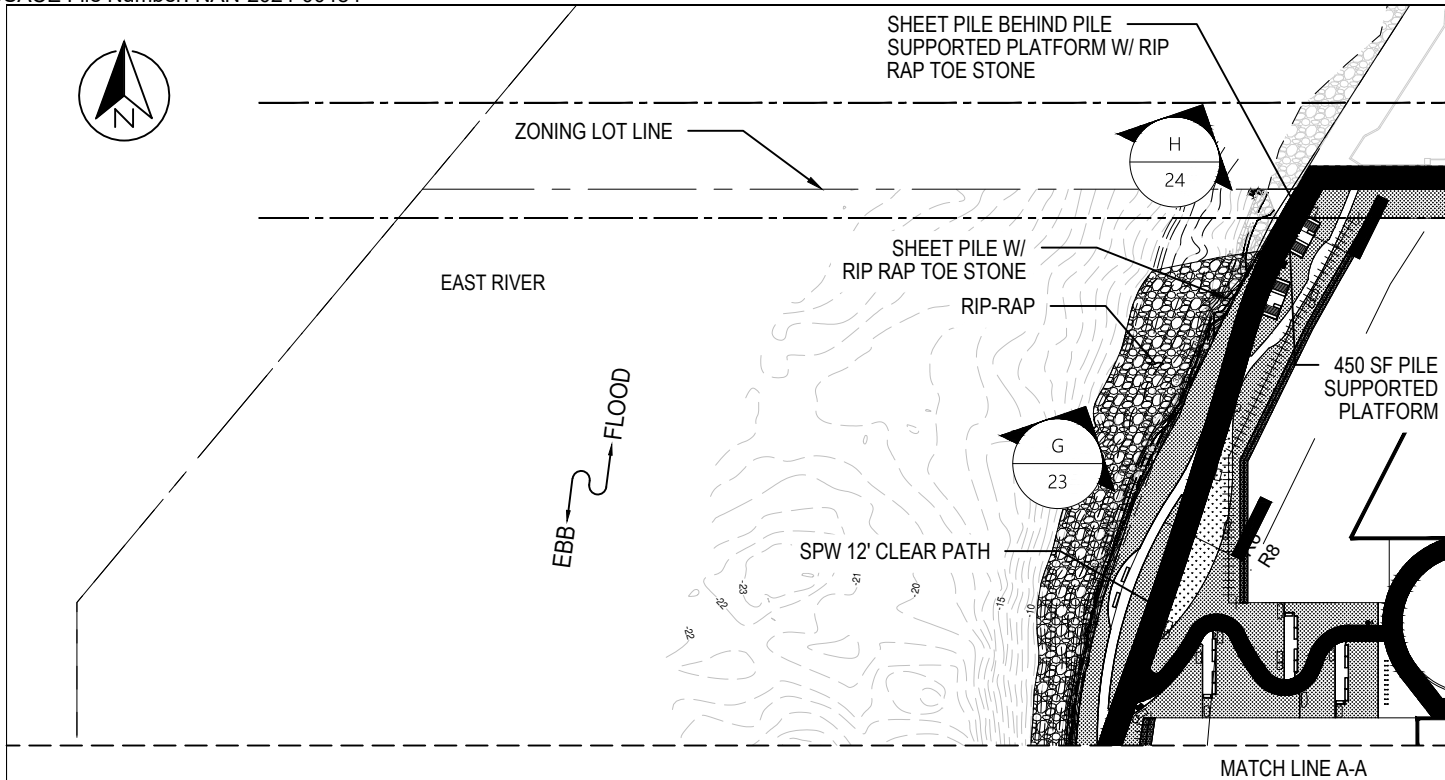 N
SHEET PILE BEHIND PILE
SUPPORTED PLATFORM W/ RIP
RAP TOE STONE
ZONING LOT LINE
H
24
SHEET PILE W/
RIP RAP TOE STONE
EAST RIVER
RIP-RAP
450 SF PILE
SUPPORTED
PLATFORM
FLOOD
EBB
G
23
SPW 12' CLEAR PATH
R8
-23
-22
-22
-21
-20
-15
-10
MATCH LINE A-A